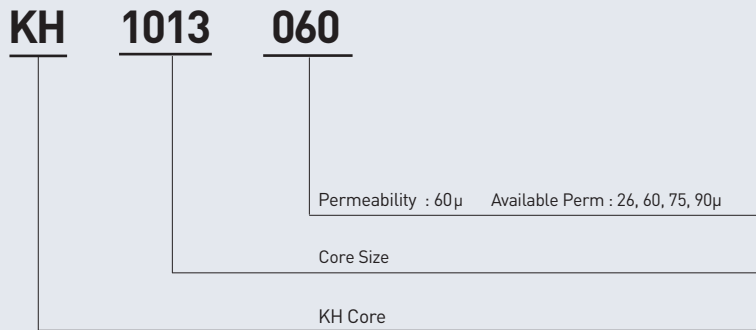 KH 1013 060
Permeability : 60µ Available Perm : 26, 60, 75, 90µ
Core Size
KH Core